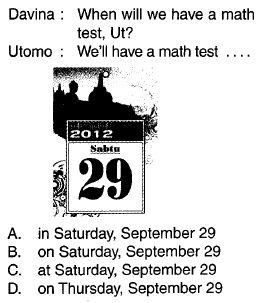 Davina : When will we have a math
test, Ut?
Utomo : We'll have a math test ....
2012
Sabtu
29
A. in Saturday, September 29
B. on Saturday, September 29
C. at Saturday, September 29
D. on Thursday, September 29